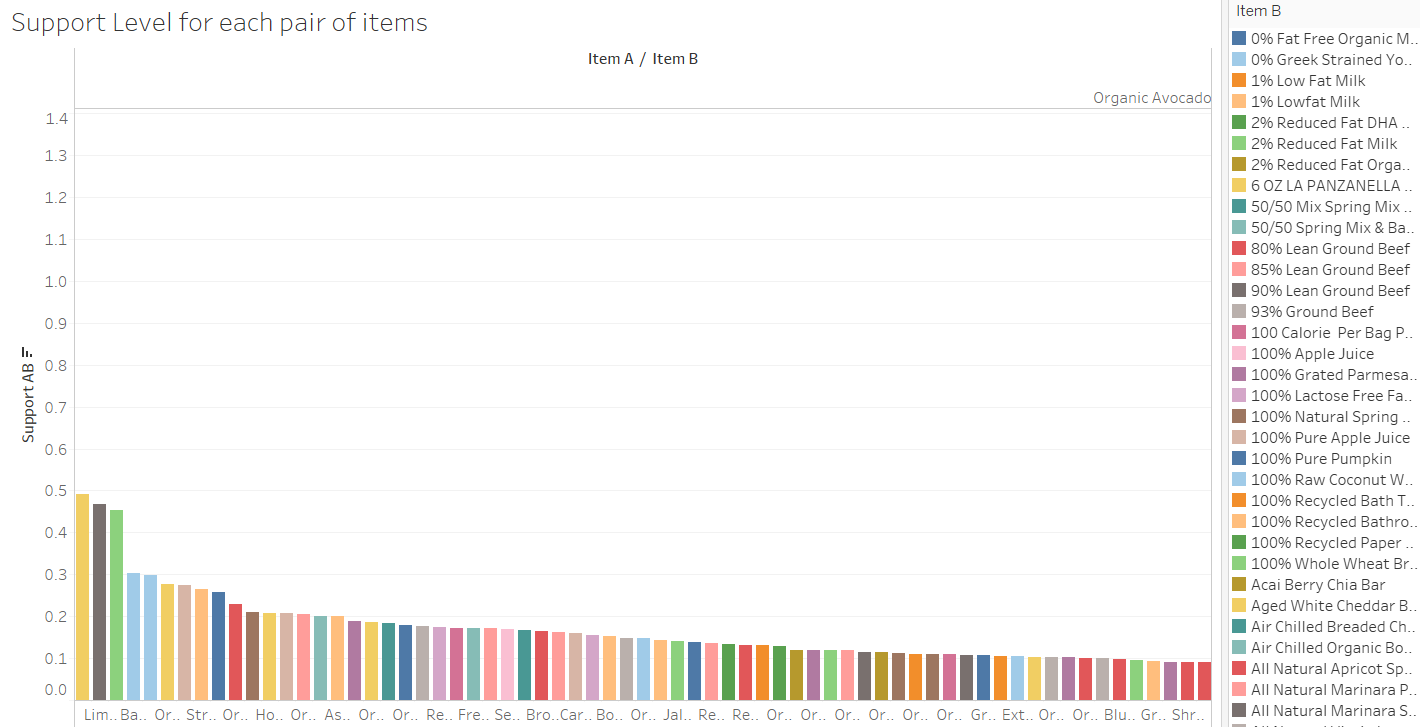 Support Level for each pair of items
Item A / Item B
Organic Avocado
1.4
1.3
1.2
1.1
1.0
0.9
0.8
0.7
0.6
0.5
0.4
0.3
0.2
0.1
0.0
Support AB
Lim.. Ba.. Or.. Str.. Or.. Ho.. Or.. As.. Or.. Or.. Re.. Fre.. Se.. Bro.. Car.. Bo.. Or.. Jal.. Re.. Re.. Or.. Or.. Or.. Or.. Or.. Or.. Gr.. Ext.. Or.. Or.. Blu.. Gr.. Shr..
Item B
0% Fat Free Organic M..
0% Greek Strained Yo..
1% Low Fat Milk
1% Lowfat Milk
2% Reduced Fat DHA ..
2% Reduced Fat Milk
2% Reduced Fat Orga..
6 OZ LA PANZANELLA ..
50/50 Mix Spring Mix ..
50/50 Spring Mix & Ba..
80% Lean Ground Beef
85% Lean Ground Beef
90% Lean Ground Beef
93% Ground Beef
100 Calorie  Per Bag P..
100% Apple Juice
100% Grated Parmesa..
100% Lactose Free Fa..
100% Natural Spring ..
100% Pure Apple Juice
100% Pure Pumpkin
100% Raw Coconut W..
100% Recycled Bath T..
100% Recycled Bathro..
100% Recycled Paper ..
100% Whole Wheat Br..
Acai Berry Chia Bar
Aged White Cheddar B..
Air Chilled Breaded Ch..
Air Chilled Organic Bo..
All Natural Apricot Sp..
All Natural Marinara P..
All Natural Marinara S..